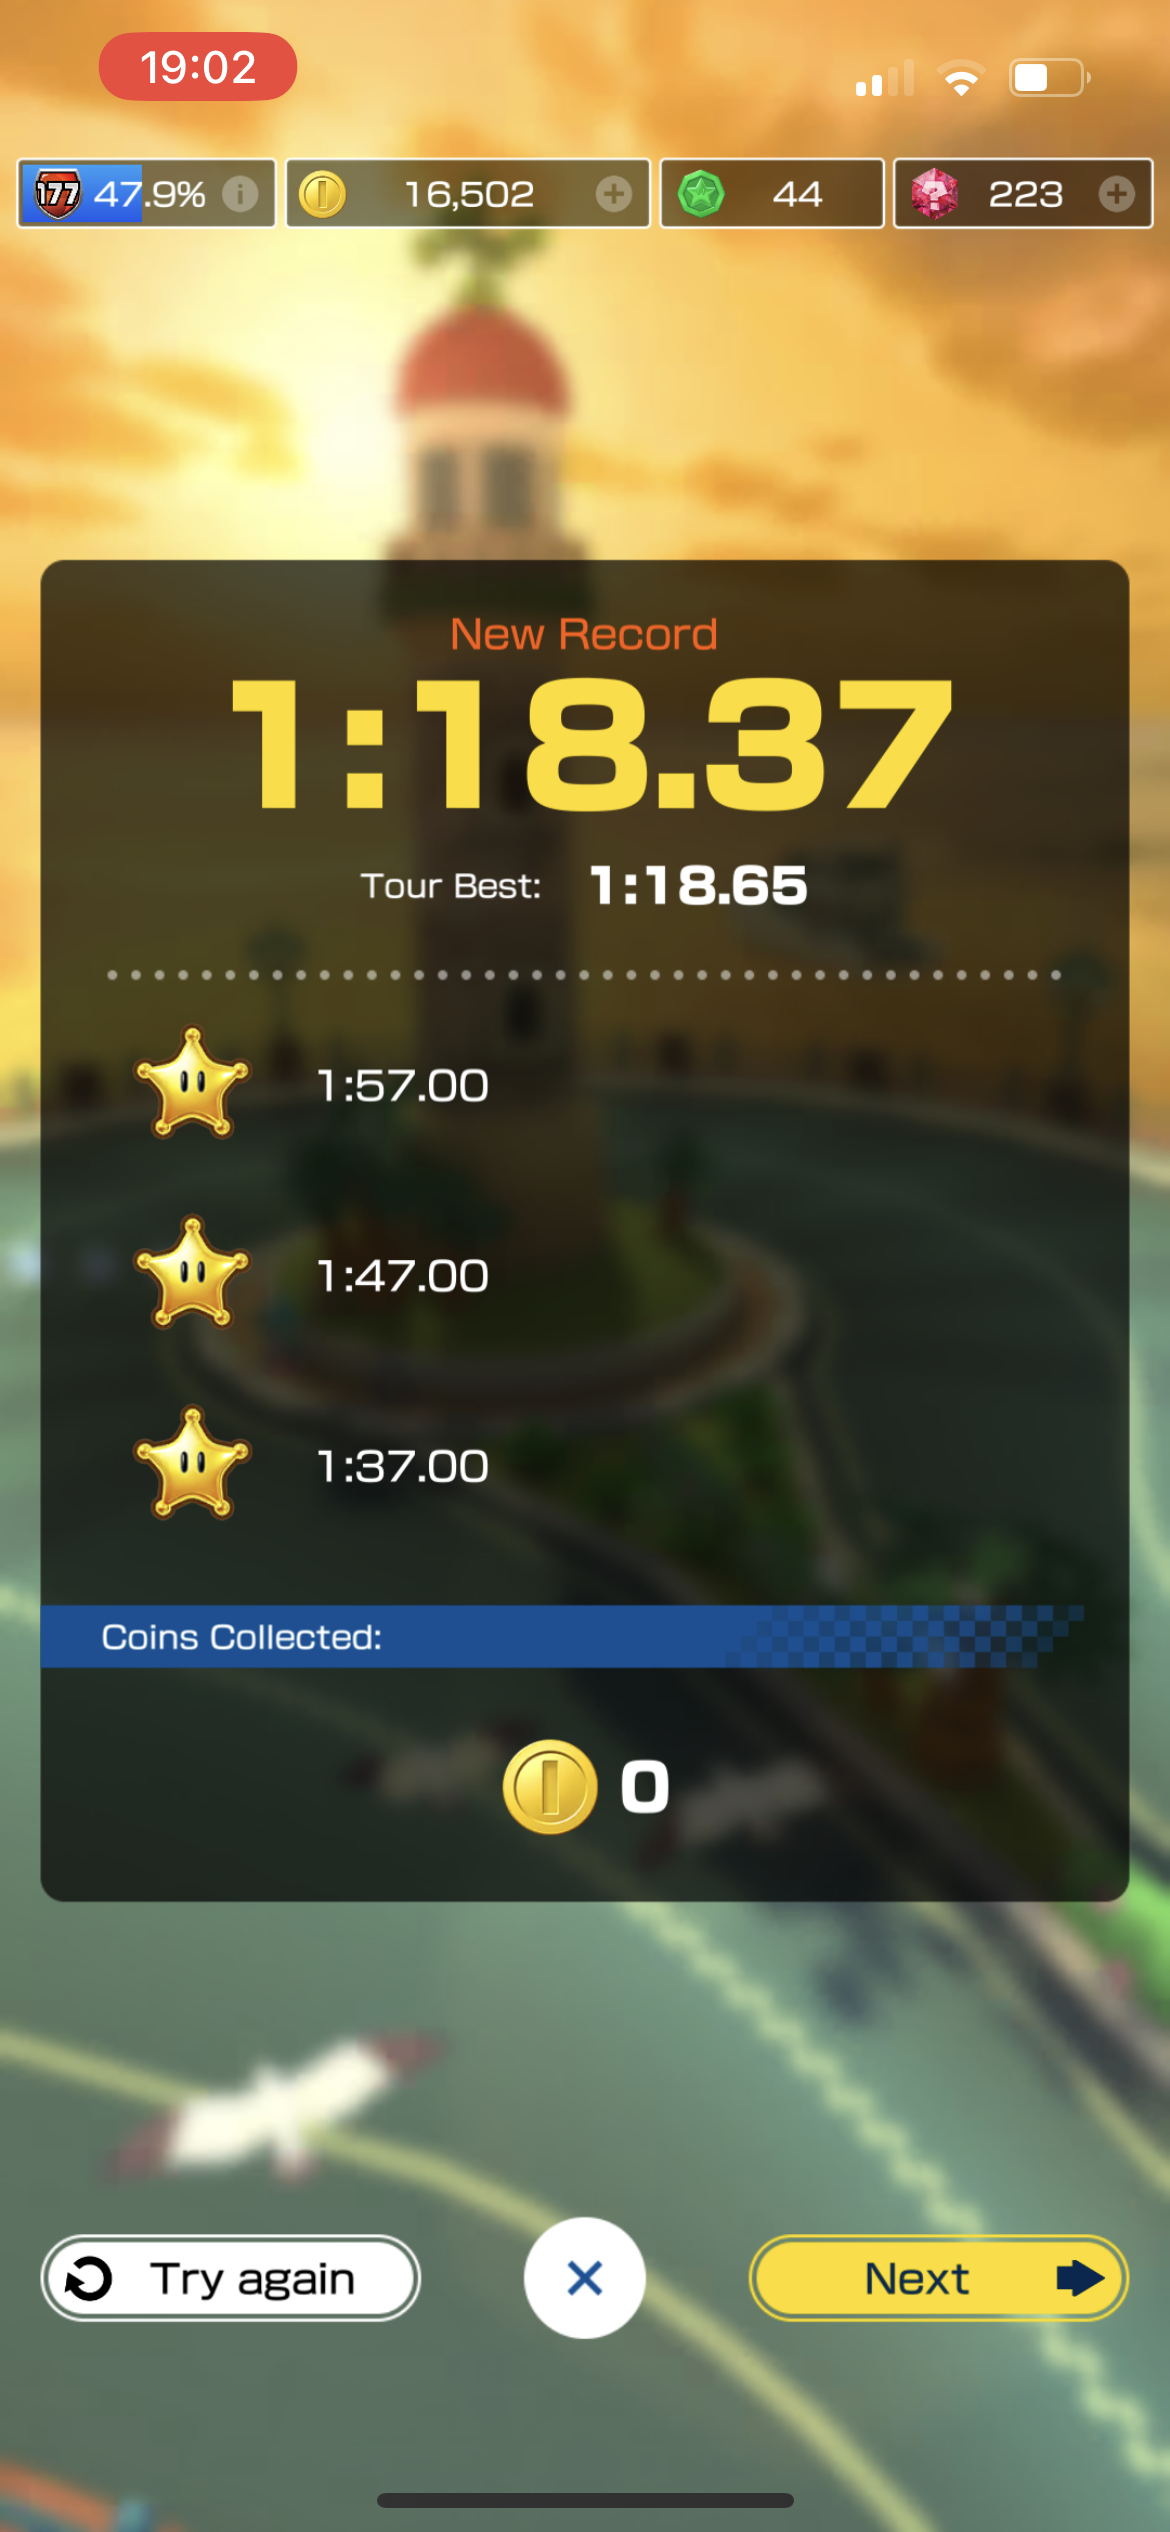 19:02
177 47.9% i 16,502 + 44 ? 223 +
New Record
1:18.37
Tour Best: 1:18.65
1:57.00
1:47.00
1:37.00
Coins Collected:
0
Try again × Next